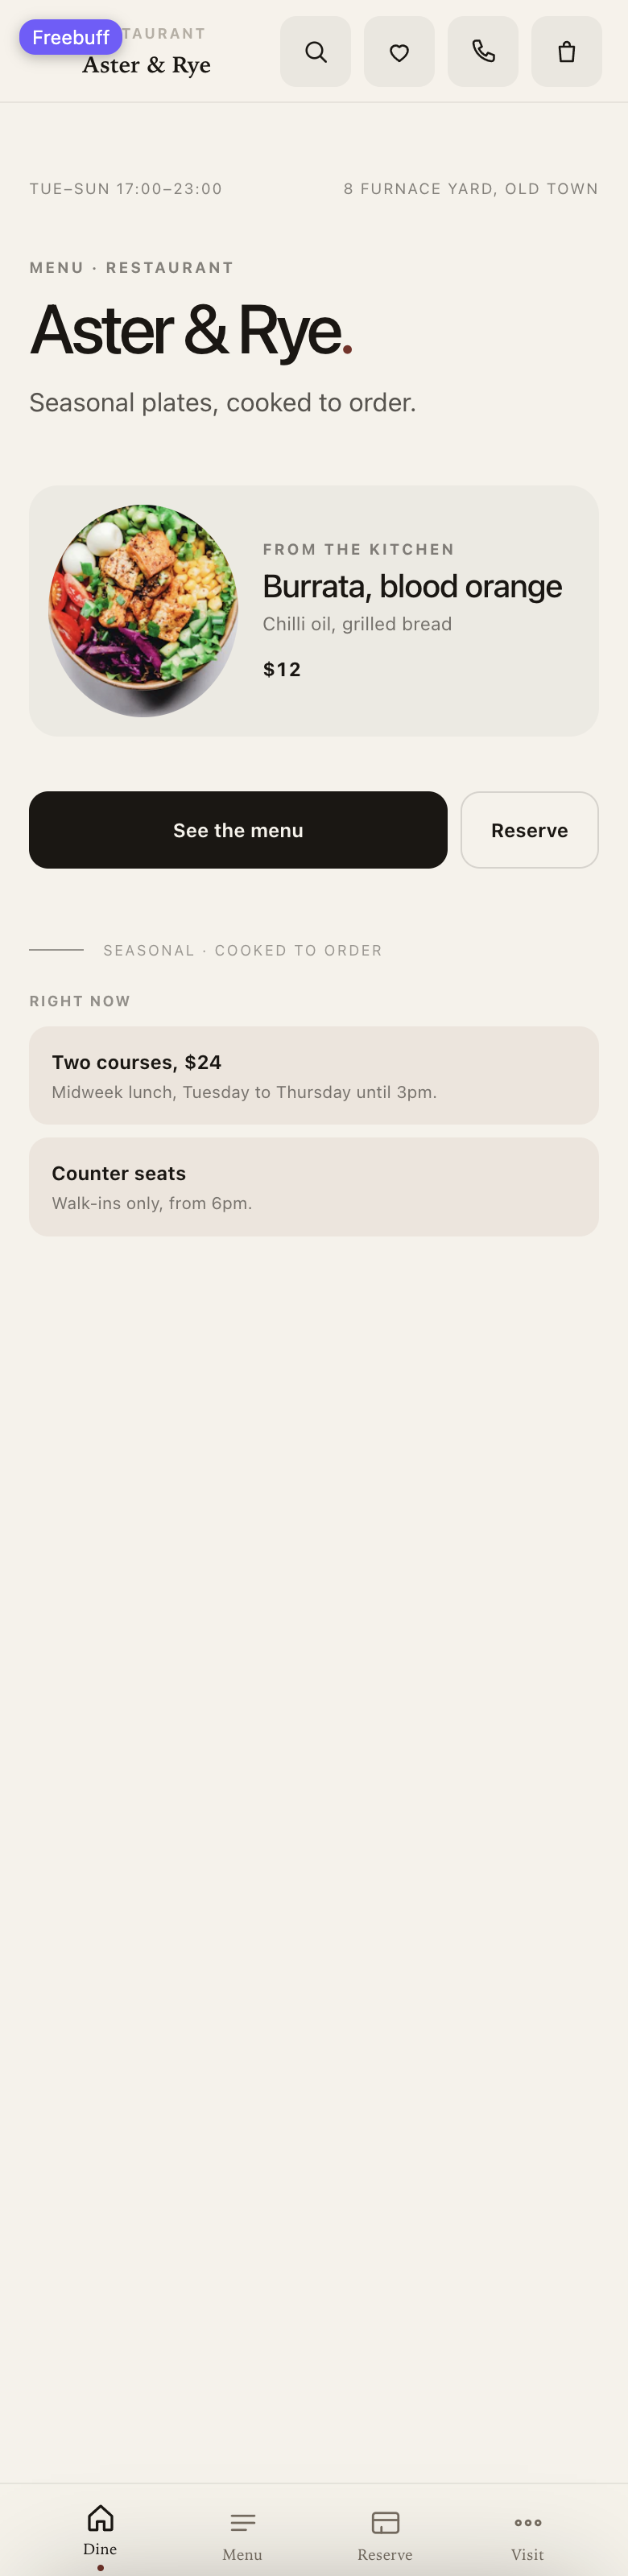 Freebuff
TAURANT
Aster & Rye
TUE–SUN 17:00–23:00
8 FURNACE YARD, OLD TOWN
MENU · RESTAURANT
Aster & Rye.
Seasonal plates, cooked to order.
FROM THE KITCHEN
Burrata, blood orange
Chilli oil, grilled bread
$12
See the menu
Reserve
SEASONAL · COOKED TO ORDER
RIGHT NOW
Two courses, $24
Midweek lunch, Tuesday to Thursday until 3pm.
Counter seats
Walk-ins only, from 6pm.
Dine
Menu
Reserve
Visit